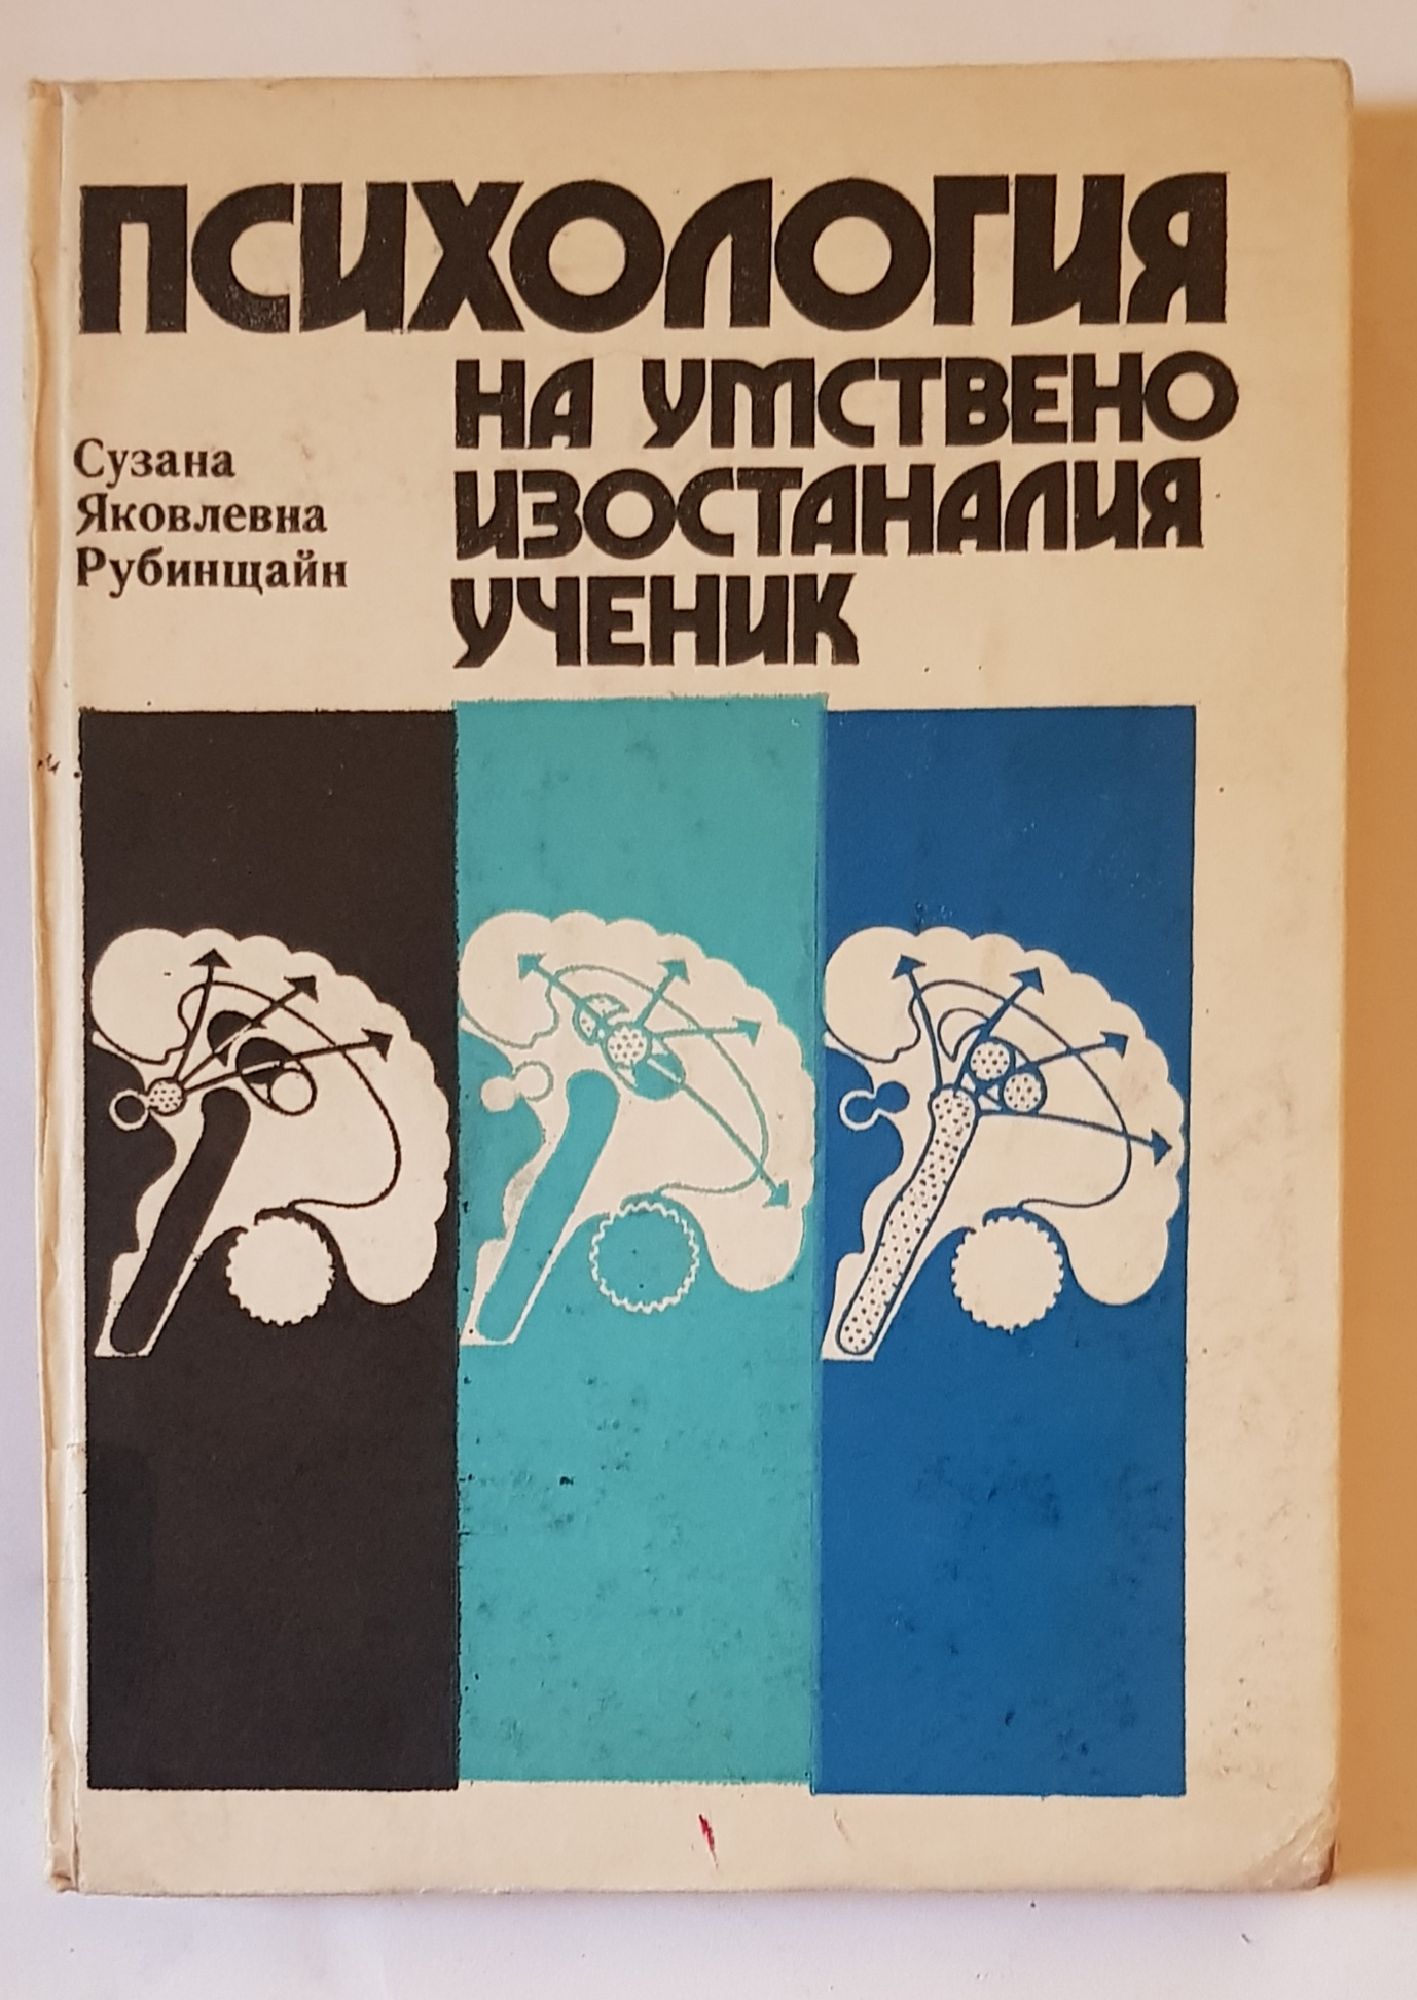 ПСИХОЛОГИЯ
НА УМСТВЕНО
ИЗОСТАНАЛИЯ
УЧЕНИК
Сузана
Яковлевна
Рубинщайн